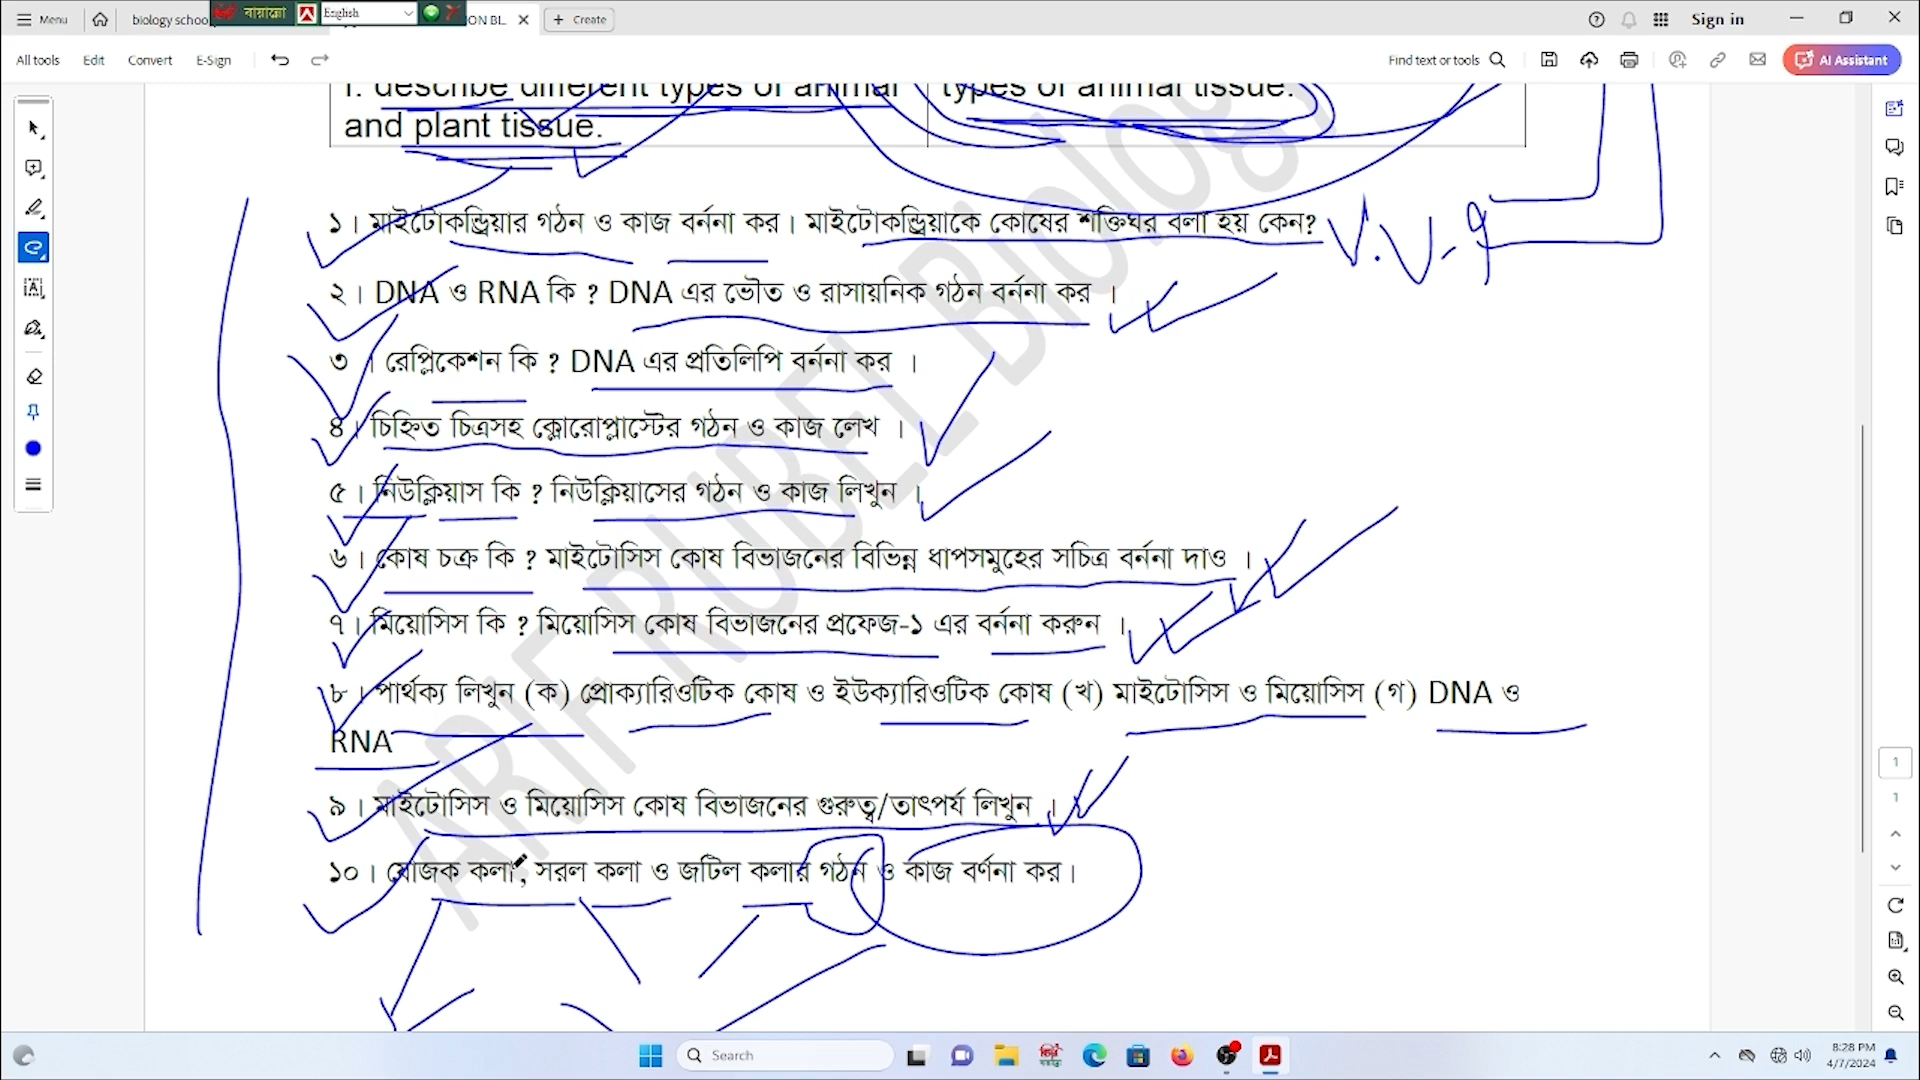 Menu biology school ON BL.. Create Sign in
বায়ান্নো English
All tools Edit Convert E-Sign Find text or tools AI Assistant
f. describe different types of animal
and plant tissue.
types of animal tissue.
১। মাইটোকন্ড্রিয়ার গঠন ও কাজ বর্ননা কর। মাইটোকন্ড্রিয়াকে কোষের শক্তিঘর বলা হয় কেন?
২। DNA ও RNA কি ? DNA এর ভৌত ও রাসায়নিক গঠন বর্ননা কর ।
৩ । রেপ্লিকেশন কি ? DNA এর প্রতিলিপি বর্ননা কর ।
৪। চিহ্নিত চিত্রসহ ক্লোরোপ্লাস্টের গঠন ও কাজ লেখ ।
৫। নিউক্লিয়াস কি ? নিউক্লিয়াসের গঠন ও কাজ লিখুন ।
৬। কোষ চক্র কি ? মাইটোসিস কোষ বিভাজনের বিভিন্ন ধাপসমুহের সচিত্র বর্ননা দাও ।
৭। মিয়োসিস কি ? মিয়োসিস কোষ বিভাজনের প্রফেজ-১ এর বর্ননা করুন ।
৮। পার্থক্য লিখুন (ক) প্রোক্যারিওটিক কোষ ও ইউক্যারিওটিক কোষ (খ) মাইটোসিস ও মিয়োসিস (গ) DNA ও
RNA
৯। মাইটোসিস ও মিয়োসিস কোষ বিভাজনের গুরুত্ব/তাৎপর্য লিখুন ।
১০। যোজক কলা, সরল কলা ও জটিল কলার গঠন ও কাজ বর্ণনা কর।
ARIF RUBEL Biology
1
1
Search
8:28 PM
4/7/2024